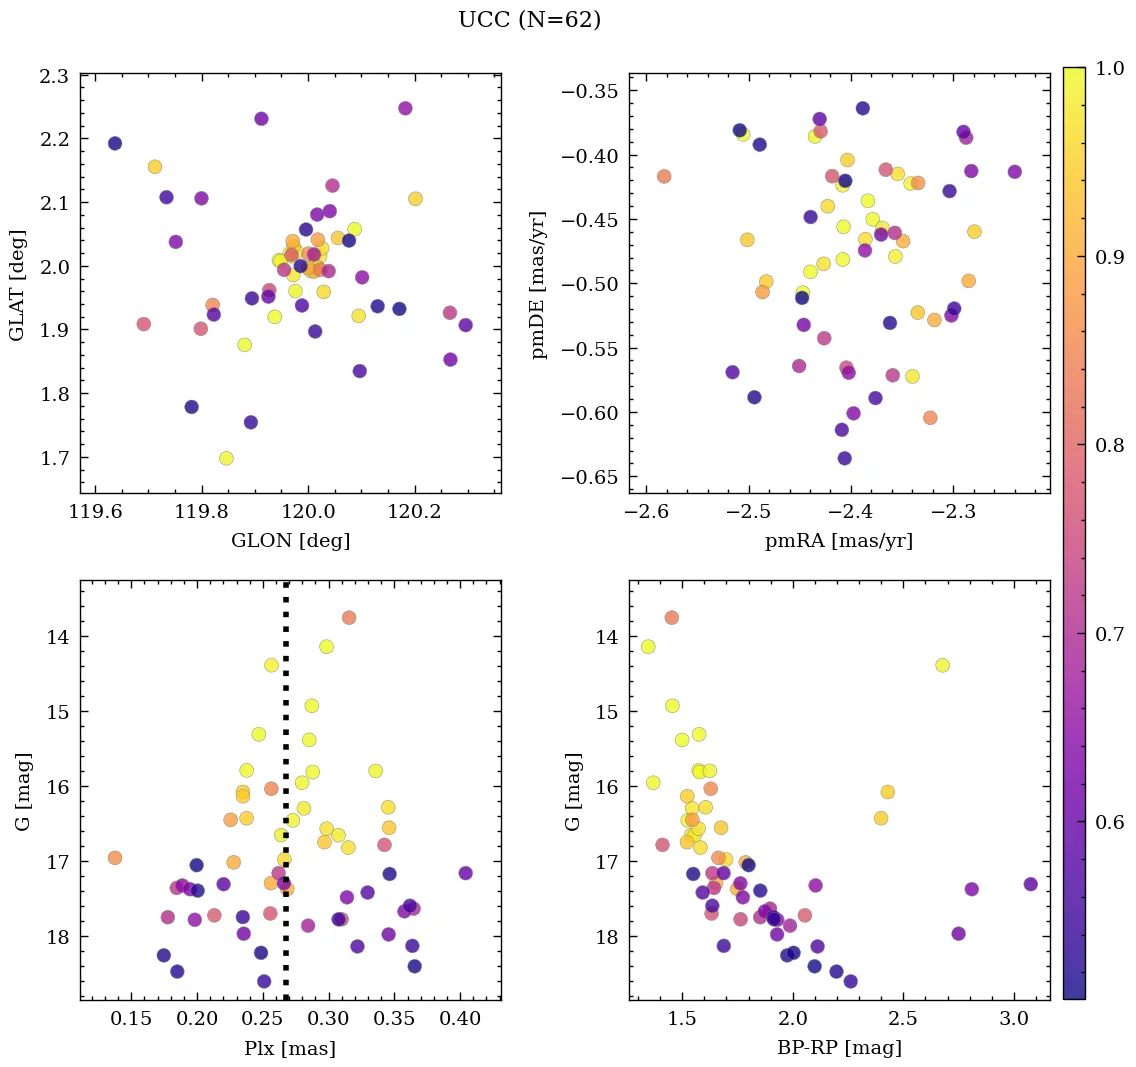 UCC (N=62)
2.3
2.2
2.1
2.0
1.9
1.8
1.7
GLAT [deg]
119.6 119.8 120.0 120.2
GLON [deg]
−0.35
−0.40
−0.45
−0.50
−0.55
−0.60
−0.65
pmDE [mas/yr]
−2.6 −2.5 −2.4 −2.3
pmRA [mas/yr]
1.0
0.9
0.8
0.7
0.6
14
15
16
17
18
G [mag]
0.15 0.20 0.25 0.30 0.35 0.40
Plx [mas]
14
15
16
17
18
G [mag]
1.5 2.0 2.5 3.0
BP-RP [mag]